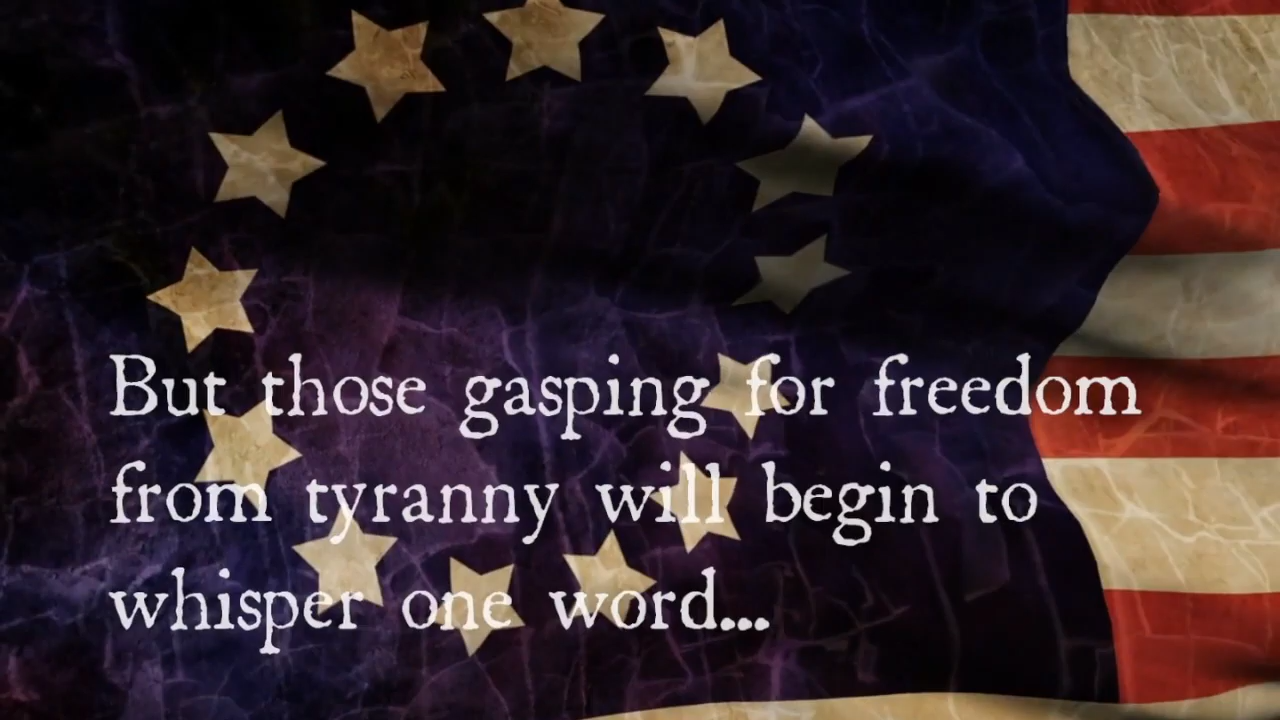 But those gasping for freedom
from tyranny will begin to
whisper one word...